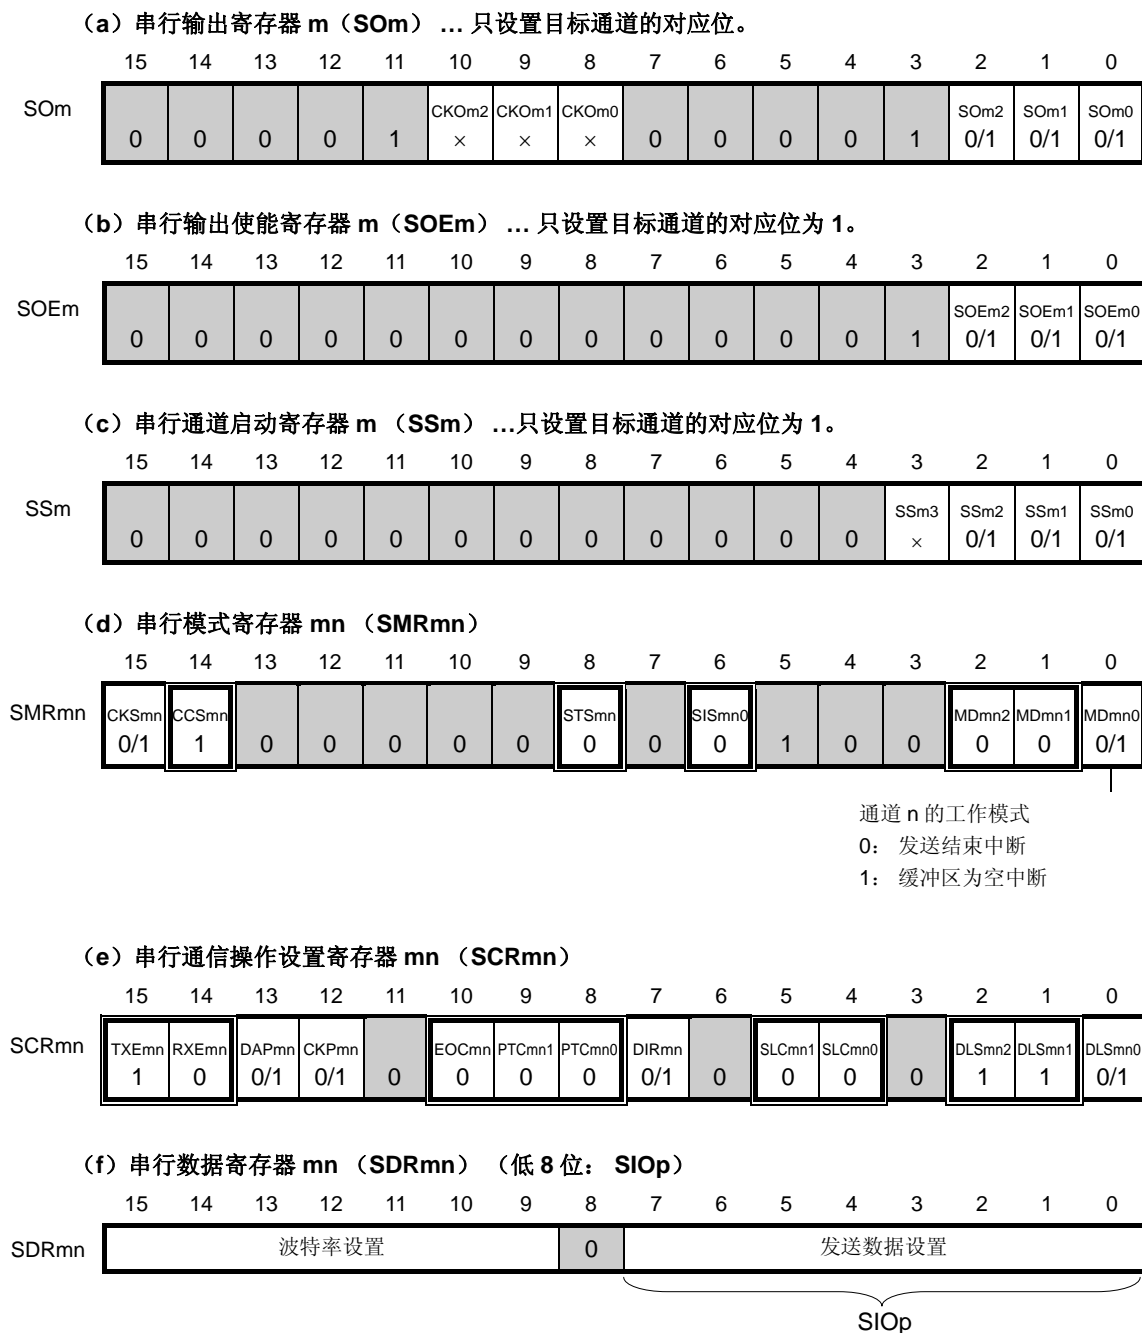 （a）串行输出寄存器 m（SOm） ... 只设置目标通道的对应位。
15 14 13 12 11 10 9 8 7 6 5 4 3 2 1 0
SOm
CKOm2 CKOm1 CKOm0 SOm2 SOm1 SOm0
0 0 0 0 1 × × × 0 0 0 0 1 0/1 0/1 0/1
（b）串行输出使能寄存器 m（SOEm） ... 只设置目标通道的对应位为 1。
15 14 13 12 11 10 9 8 7 6 5 4 3 2 1 0
SOEm
SOEm2 SOEm1 SOEm0
0 0 0 0 0 0 0 0 0 0 0 0 1 0/1 0/1 0/1
（c）串行通道启动寄存器 m （SSm） ...只设置目标通道的对应位为 1。
15 14 13 12 11 10 9 8 7 6 5 4 3 2 1 0
SSm
SSm3 SSm2 SSm1 SSm0
0 0 0 0 0 0 0 0 0 0 0 0 × 0/1 0/1 0/1
（d）串行模式寄存器 mn （SMRmn）
15 14 13 12 11 10 9 8 7 6 5 4 3 2 1 0
SMRmn
CKSmn CCSmn STSmn SISmn0 MDmn2 MDmn1 MDmn0
0/1 1 0 0 0 0 0 0 0 0 1 0 0 0 0 0/1
通道 n 的工作模式
0： 发送结束中断
1： 缓冲区为空中断
（e）串行通信操作设置寄存器 mn （SCRmn）
15 14 13 12 11 10 9 8 7 6 5 4 3 2 1 0
SCRmn
TXEmn RXEmn DAPmn CKPmn EOCmn PTCmn1 PTCmn0 DIRmn SLCmn1 SLCmn0 DLSmn2 DLSmn1 DLSmn0
1 0 0/1 0/1 0 0 0 0 0/1 0 0 0 0 1 1 0/1
（f）串行数据寄存器 mn （SDRmn） （低 8 位： SIOp）
15 14 13 12 11 10 9 8 7 6 5 4 3 2 1 0
SDRmn
波特率设置 0 发送数据设置
SIOp